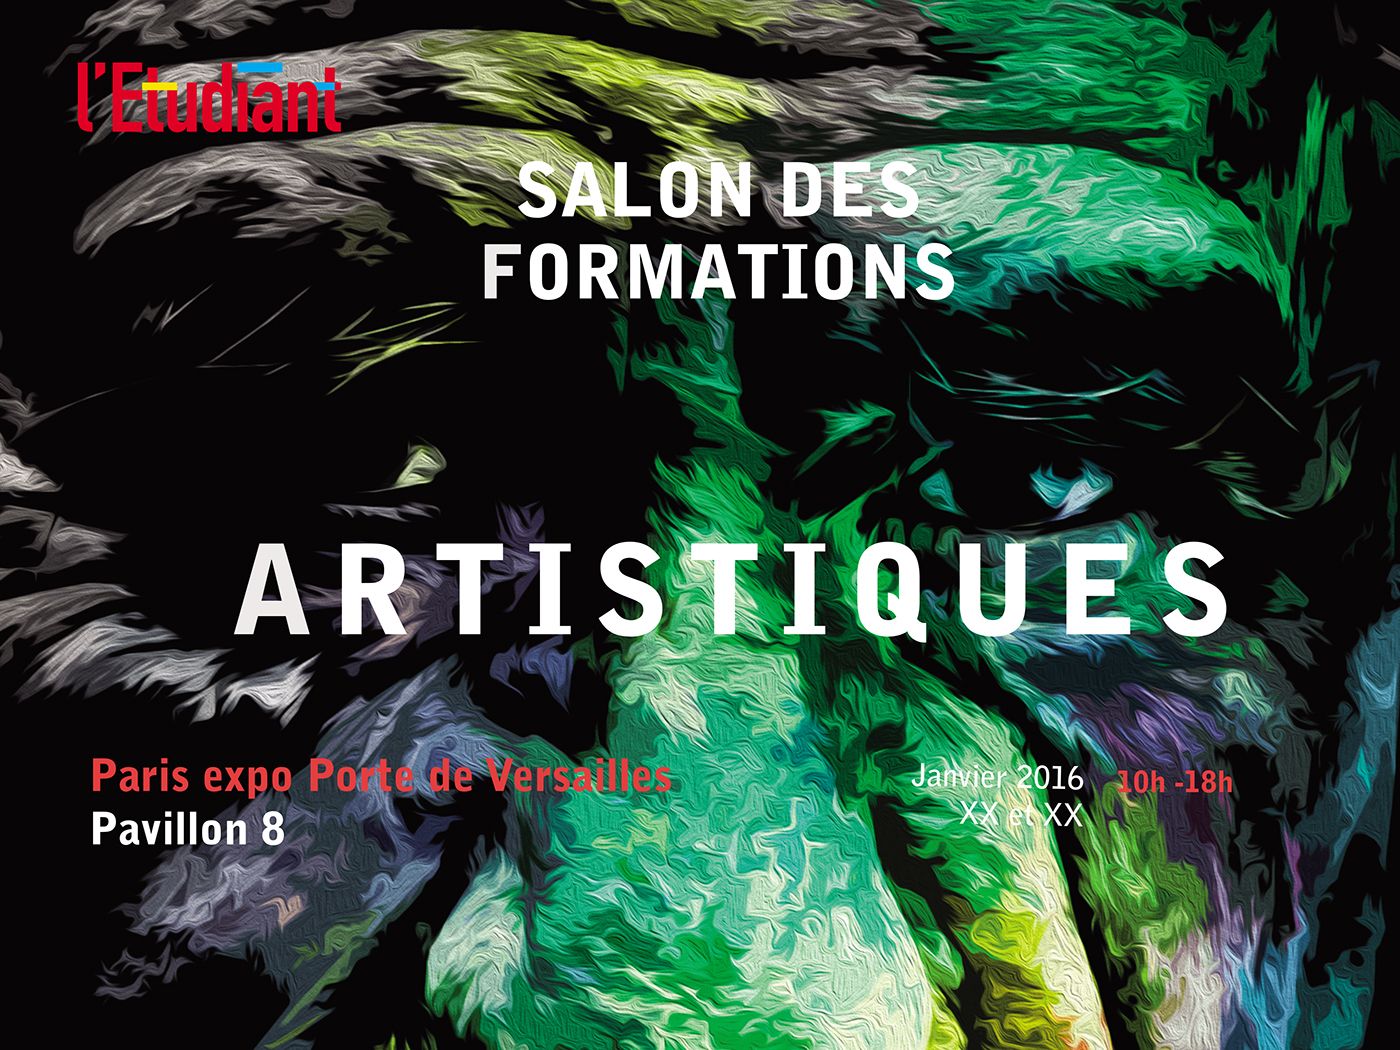 l'Etudiant
SALON DES
FORMATIONS
ARTISTIQUES
Paris expo Porte de Versailles
Pavillon 8
Janvier 2016
XX et XX
10h -18h